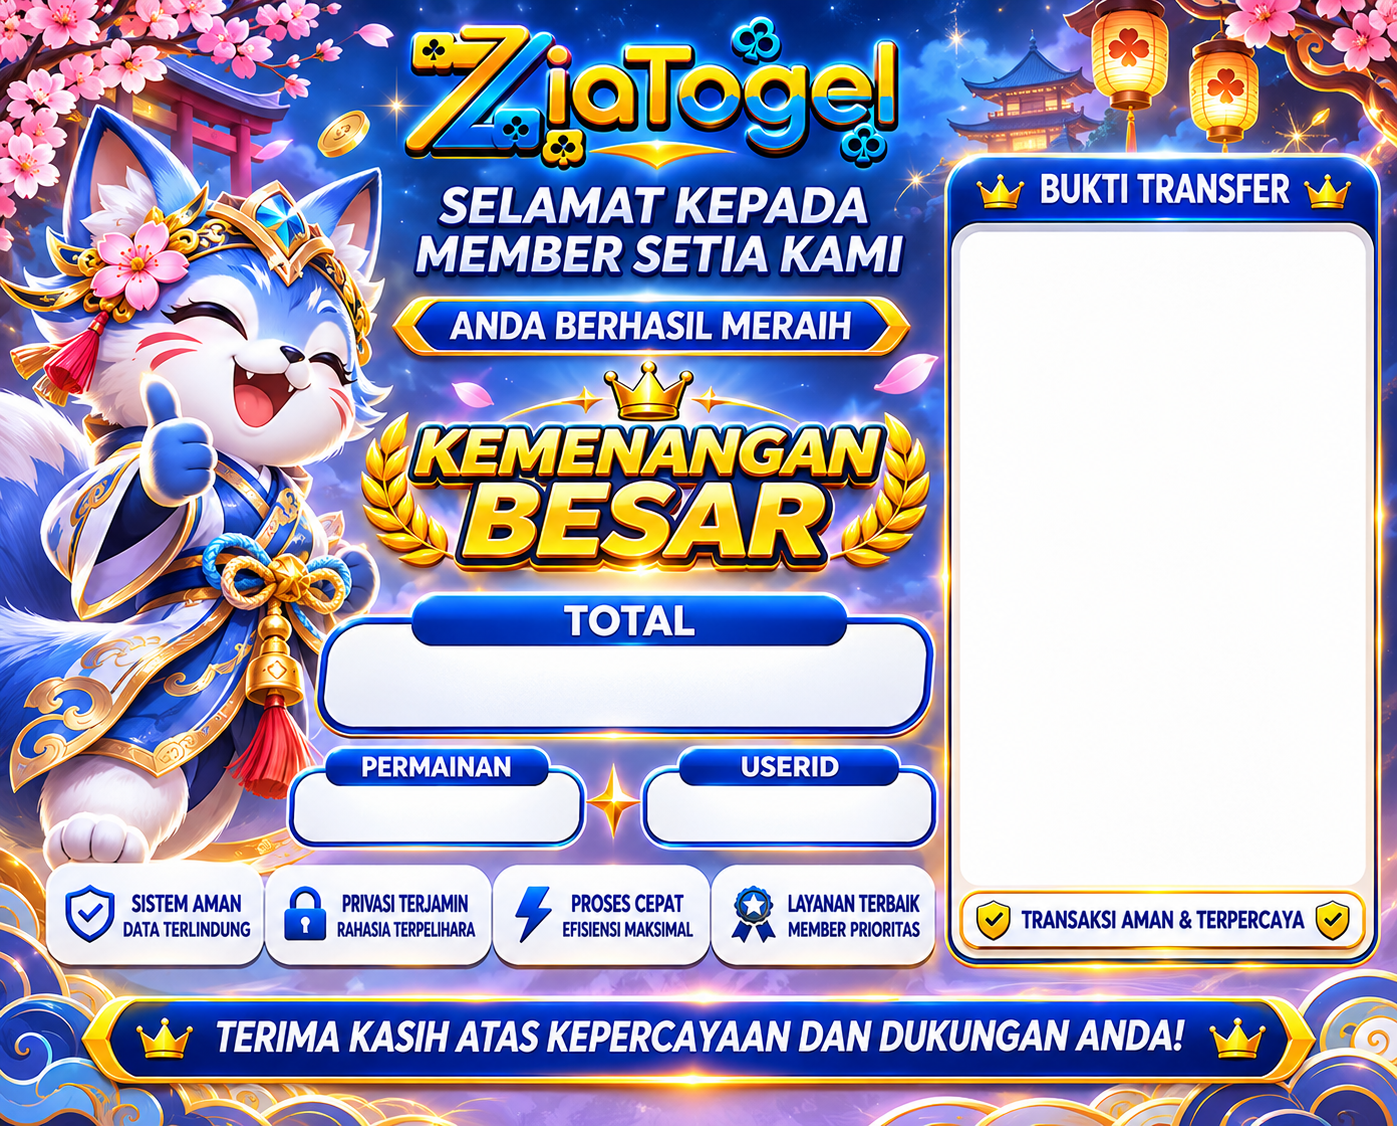 ZiaTogel
SELAMAT KEPADA
MEMBER SETIA KAMI
ANDA BERHASIL MERAIH
KEMENANGAN
BESAR
TOTAL
PERMAINAN
USERID
BUKTI TRANSFER
TRANSAKSI AMAN & TERPERCAYA
SISTEM AMAN
DATA TERLINDUNG
PRIVASI TERJAMIN
RAHASIA TERPELIHARA
PROSES CEPAT
EFISIENSI MAKSIMAL
LAYANAN TERBAIK
MEMBER PRIORITAS
TERIMA KASIH ATAS KEPERCAYAAN DAN DUKUNGAN ANDA!